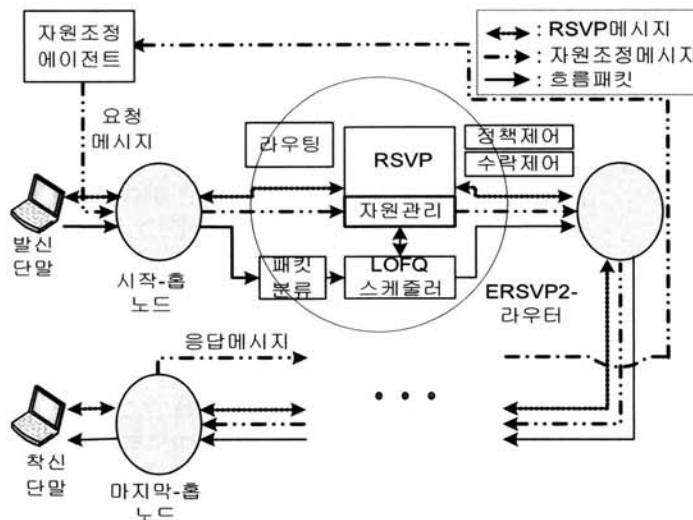 자원조정
에이전트
: RSVP메시지
: 자원조정메시지
: 흐름패킷
요청
메시지
라우팅
RSVP
정책제어
수락제어
자원관리
발신
단말
시작-홉
노드
패킷
분류
LOFQ
스케줄러
ERSVP2-
라우터
응답메시지
• • •
착신
단말
마지막-홉
노드